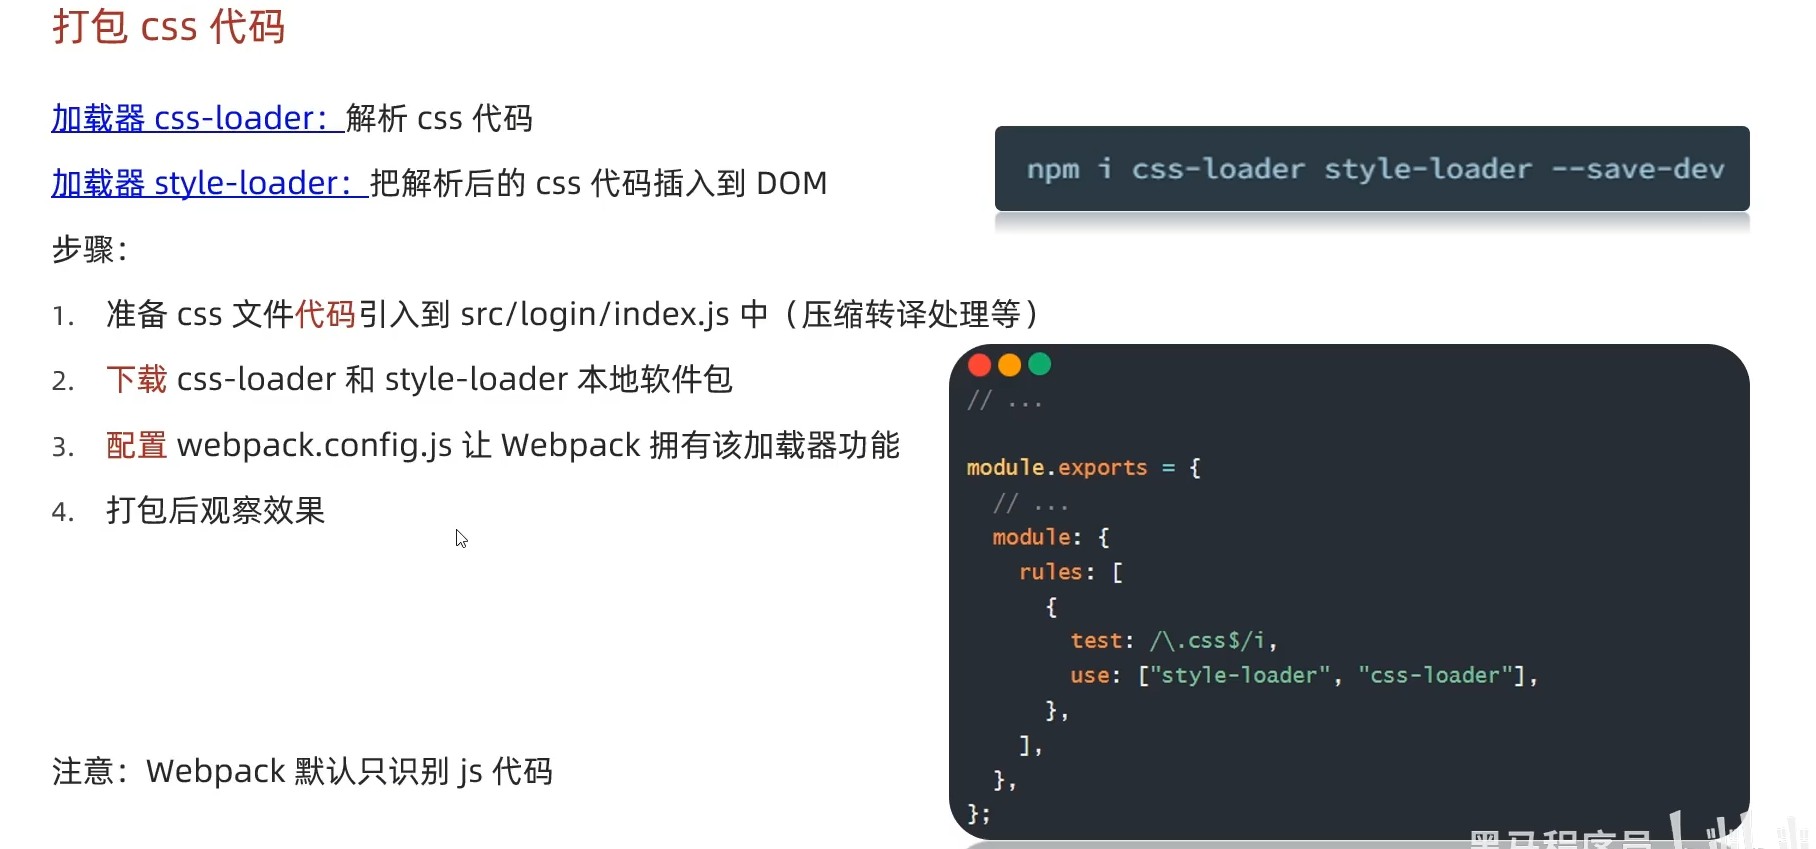 打包 css 代码
加载器 css-loader：解析 css 代码
加载器 style-loader：把解析后的 css 代码插入到 DOM
npm i css-loader style-loader --save-dev
步骤：
1. 准备 css 文件代码引入到 src/login/index.js 中（压缩转译处理等）
2. 下载 css-loader 和 style-loader 本地软件包
3. 配置 webpack.config.js 让 Webpack 拥有该加载器功能
4. 打包后观察效果
注意：Webpack 默认只识别 js 代码
// ...
module.exports = {
  // ...
  module: {
    rules: [
      {
        test: /\.css$/i,
        use: ["style-loader", "css-loader"],
      },
    ],
  },
};
黑马程序员